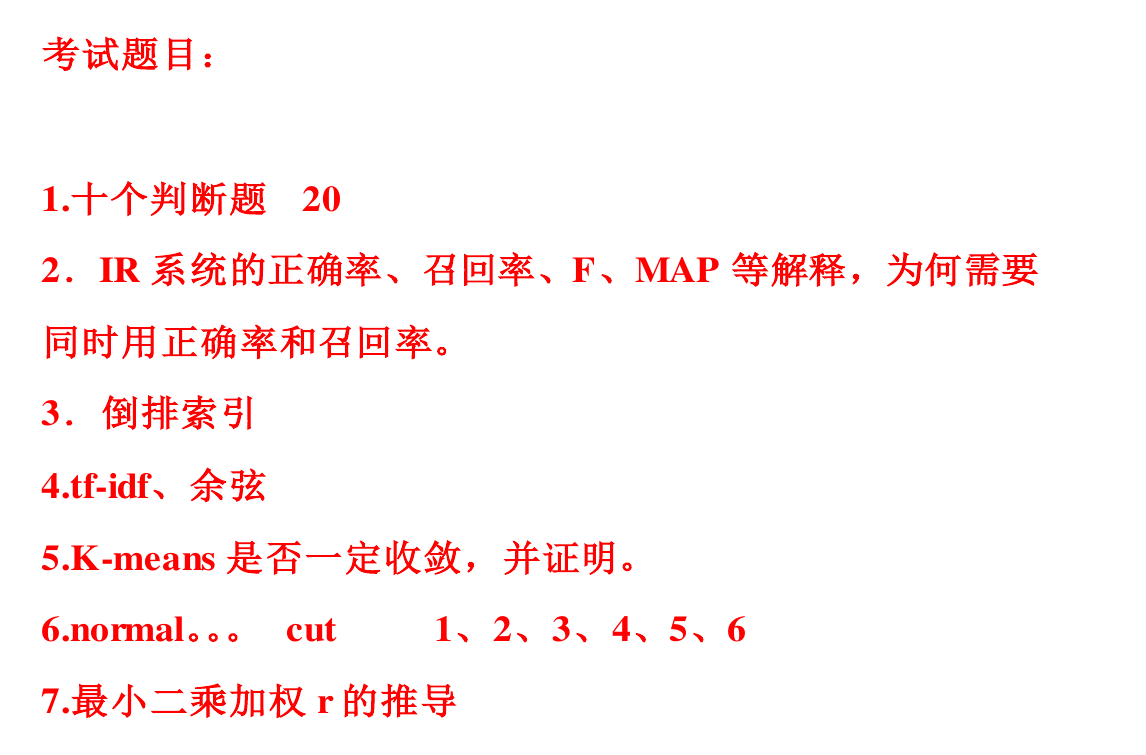 考试题目：
1.十个判断题 20
2．IR 系统的正确率、召回率、F、MAP 等解释，为何需要
同时用正确率和召回率。
3．倒排索引
4.tf-idf、余弦
5.K-means 是否一定收敛，并证明。
6.normal。。。 cut 1、2、3、4、5、6
7.最小二乘加权 r 的推导